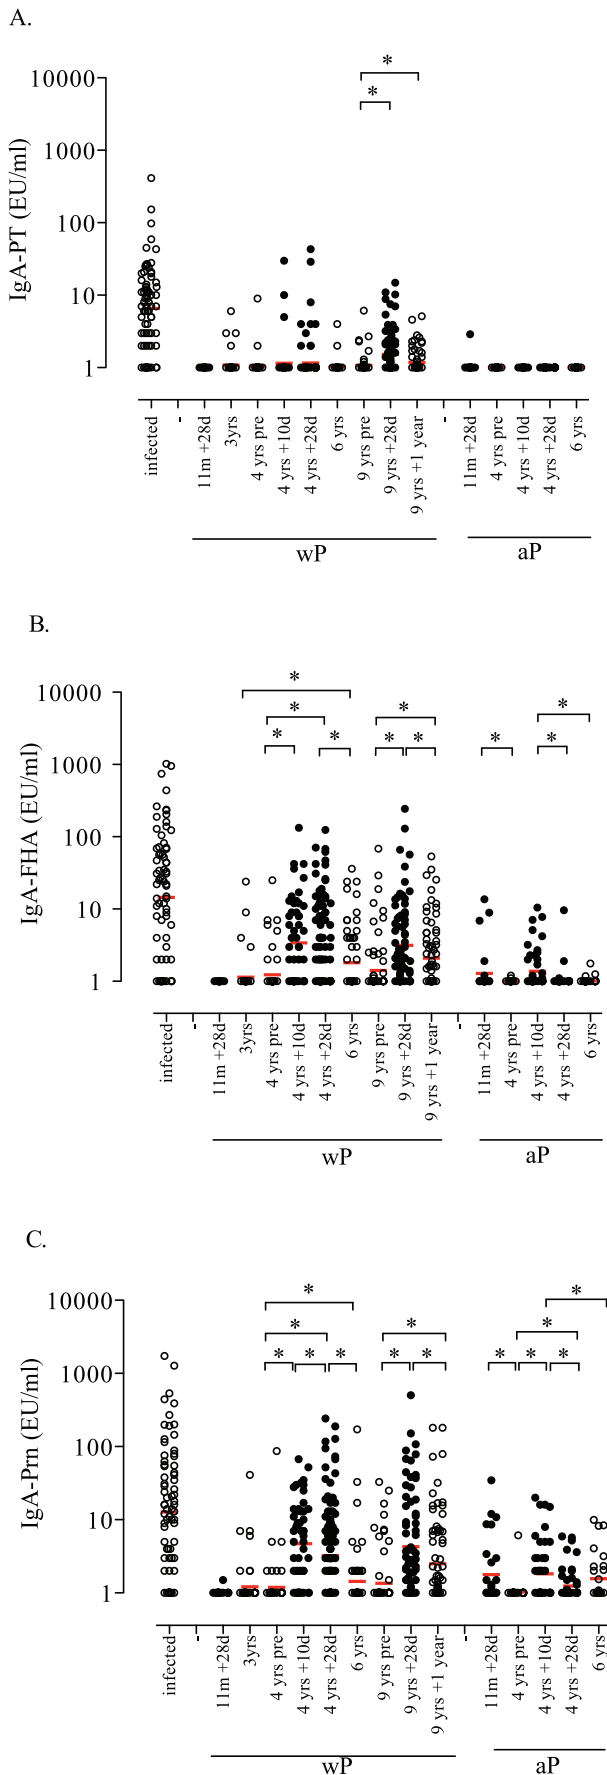 A.
IgA-PT (EU/ml)
10000
1000
100
10
1
* *
infected - 11m +28d 3yrs 4 yrs pre 4 yrs +10d 4 yrs +28d 6 yrs 9 yrs pre 9 yrs +28d 9 yrs +1 year - 11m +28d 4 yrs pre 4 yrs +10d 4 yrs +28d 6 yrs
wP aP
B.
IgA-FHA (EU/ml)
10000
1000
100
10
1
* * * * * * * * * *
infected - 11m +28d 3yrs 4 yrs pre 4 yrs +10d 4 yrs +28d 6 yrs 9 yrs pre 9 yrs +28d 9 yrs +1 year - 11m +28d 4 yrs pre 4 yrs +10d 4 yrs +28d 6 yrs
wP aP
C.
IgA-Prn (EU/ml)
10000
1000
100
10
1
* * * * * * * * * * * * *
infected - 11m +28d 3yrs 4 yrs pre 4 yrs +10d 4 yrs +28d 6 yrs 9 yrs pre 9 yrs +28d 9 yrs +1 year - 11m +28d 4 yrs pre 4 yrs +10d 4 yrs +28d 6 yrs
wP aP